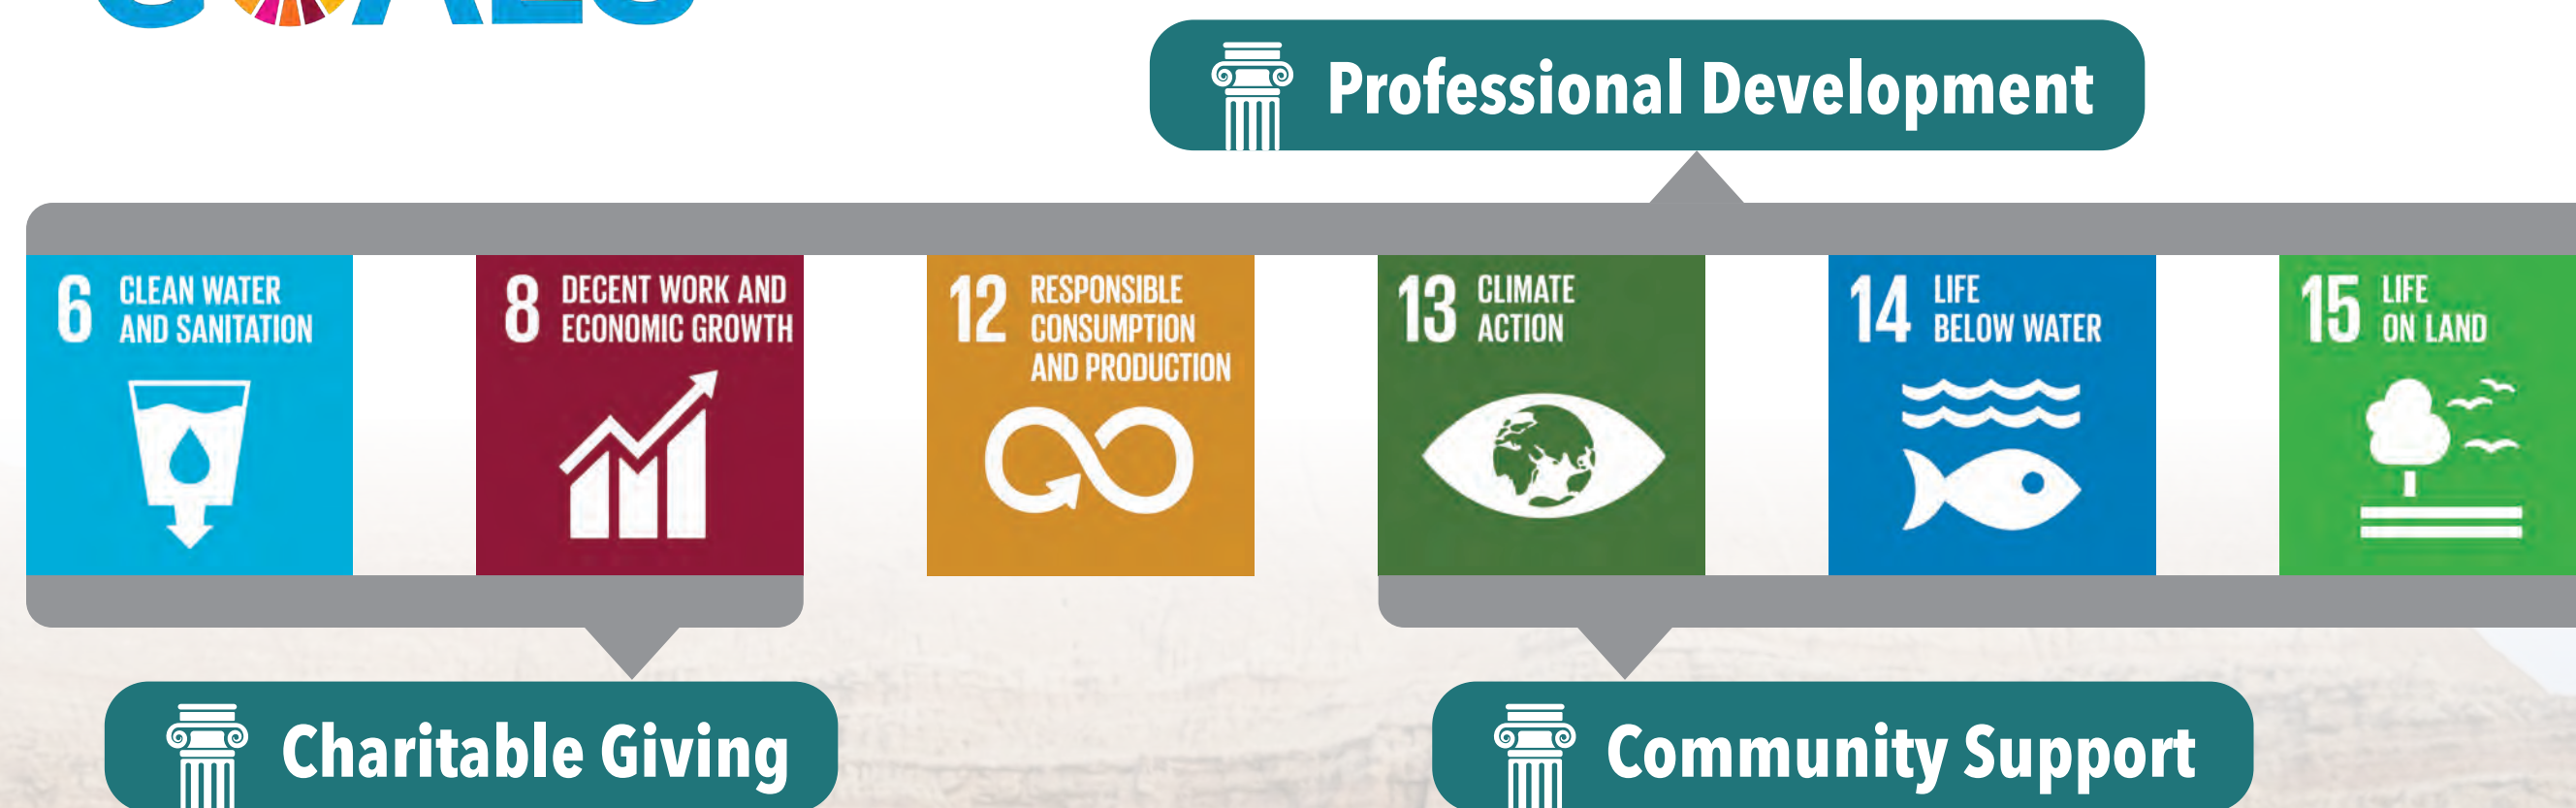 GOALS
Professional Development
6 CLEAN WATER
AND SANITATION
8 DECENT WORK AND
ECONOMIC GROWTH
12 RESPONSIBLE
CONSUMPTION
AND PRODUCTION
13 CLIMATE
ACTION
14 LIFE
BELOW WATER
15 LIFE
ON LAND
Charitable Giving
Community Support